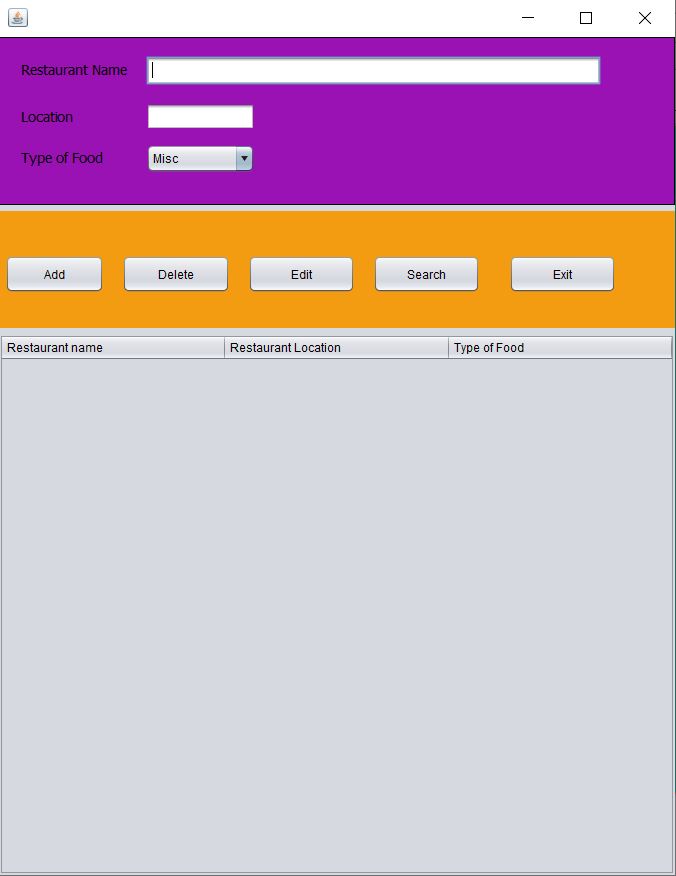 Restaurant Name
Location
Type of Food
Misc
Add Delete Edit Search Exit
Restaurant name Restaurant Location Type of Food